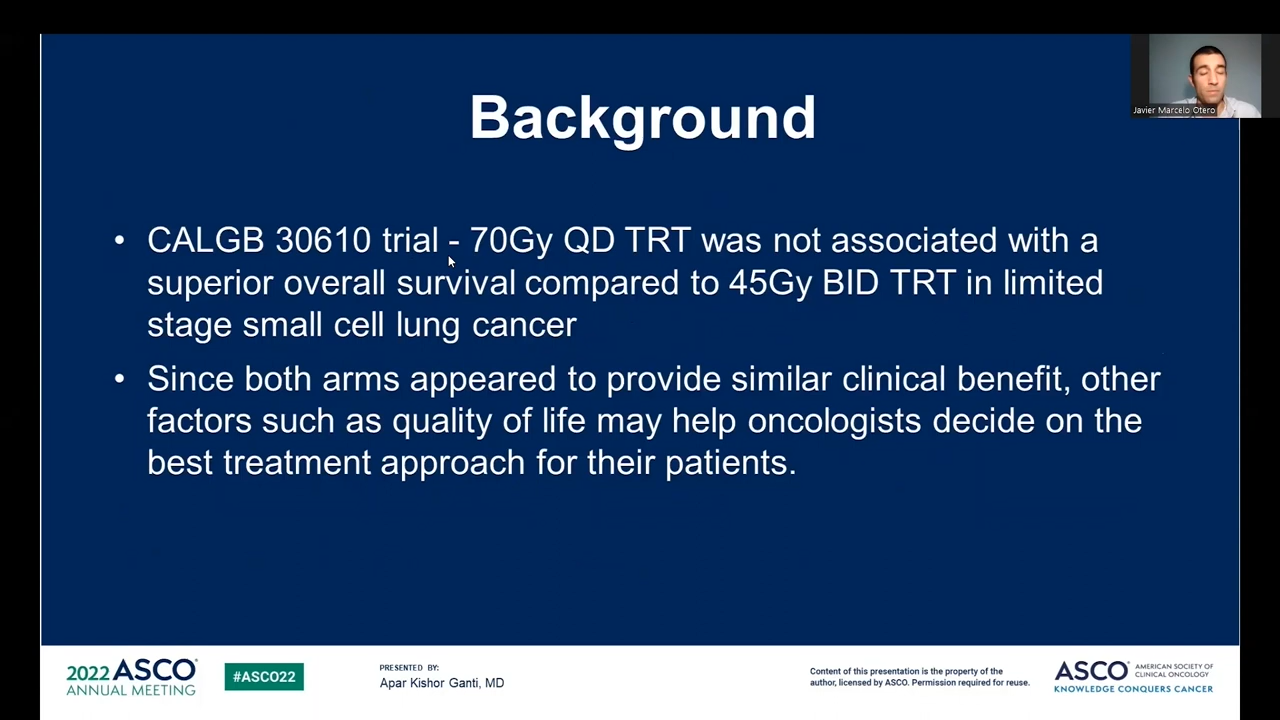 Background
Javier Marcelo Otero
• CALGB 30610 trial - 70Gy QD TRT was not associated with a
superior overall survival compared to 45Gy BID TRT in limited
stage small cell lung cancer
• Since both arms appeared to provide similar clinical benefit, other
factors such as quality of life may help oncologists decide on the
best treatment approach for their patients.
2022 ASCO®
ANNUAL MEETING
#ASCO22
PRESENTED BY:
Apar Kishor Ganti, MD
Content of this presentation is the property of the
author, licensed by ASCO. Permission required for reuse.
ASCO® AMERICAN SOCIETY OF
CLINICAL ONCOLOGY
KNOWLEDGE CONQUERS CANCER